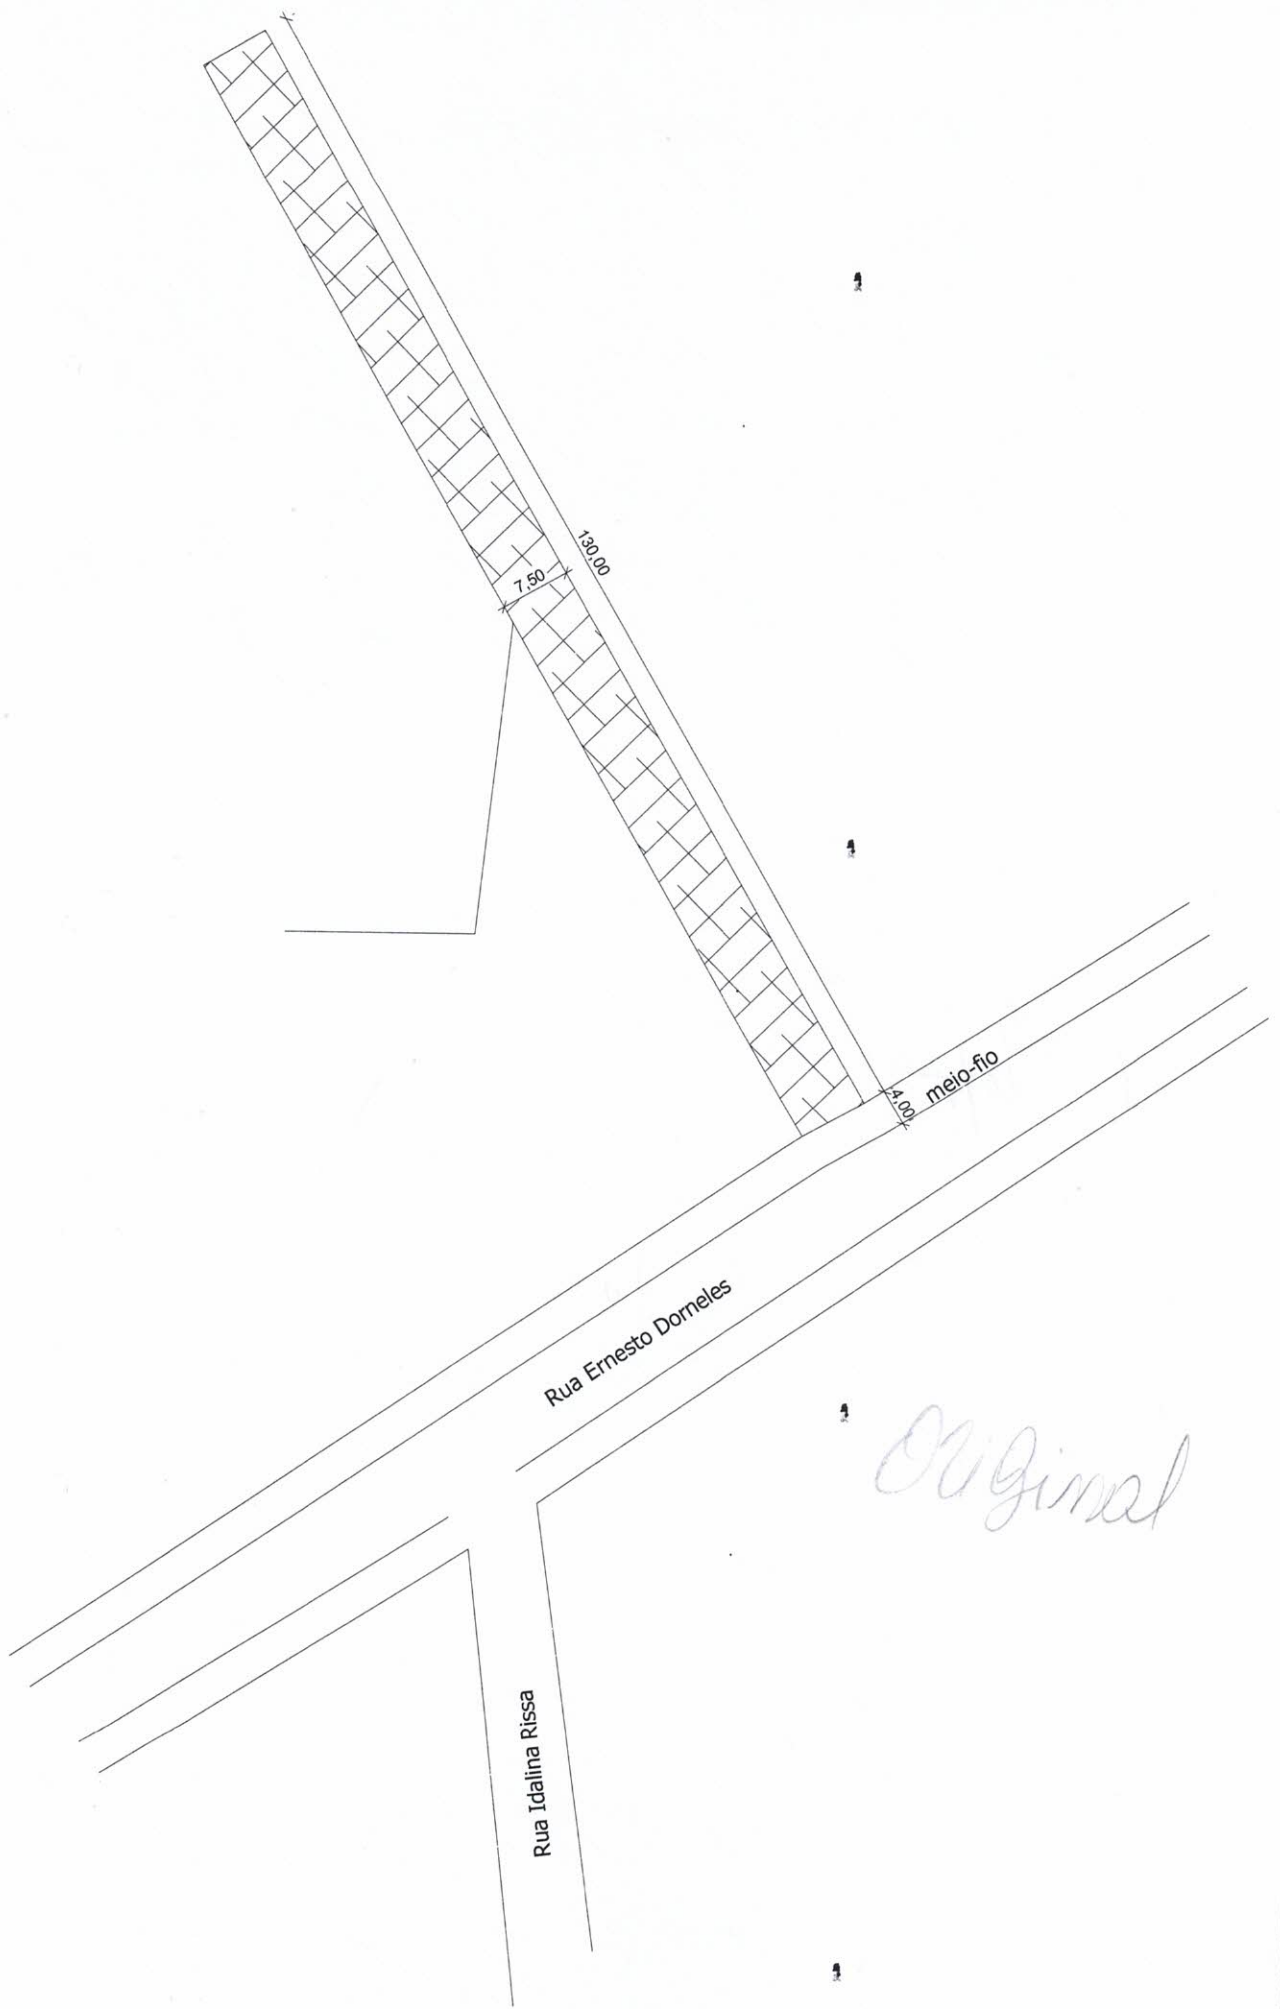 130,00
7,50
4,00
meio-fio
Rua Ernesto Dorneles
Original
Rua Idalina Rissa